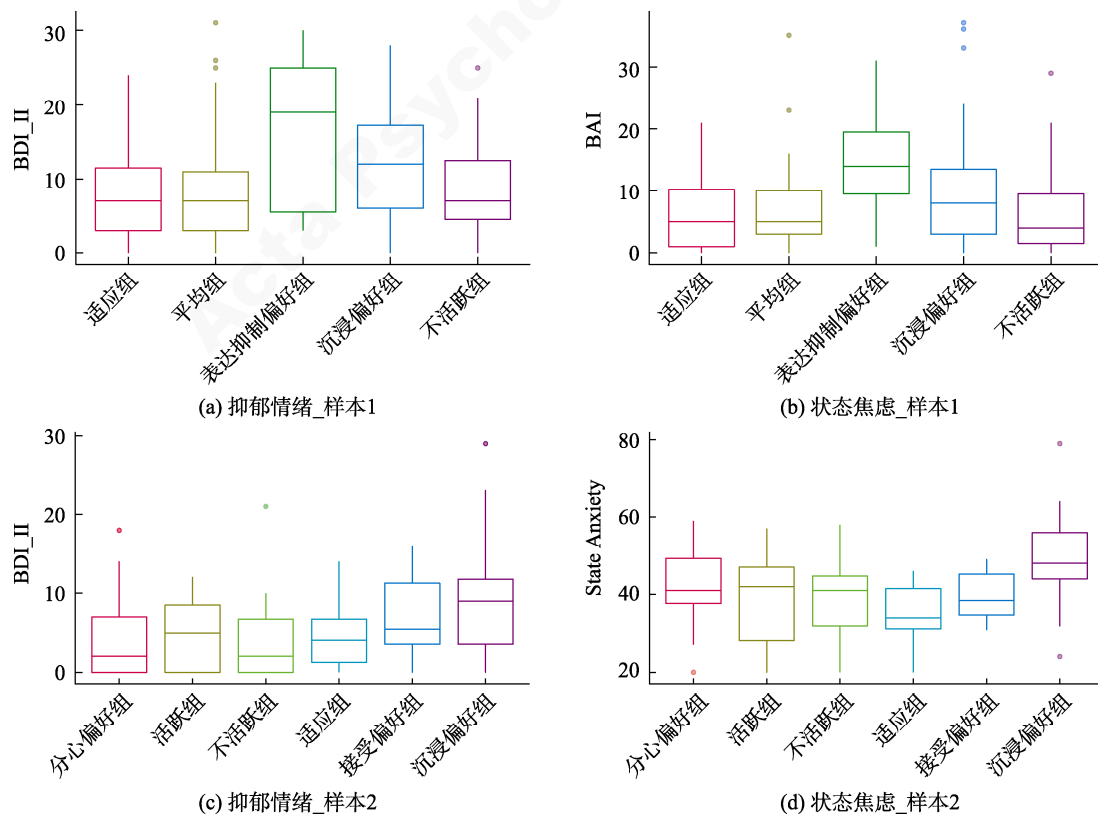 Acta Psycho
BDI_II
30
20
10
0
适应组
平均组
表达抑制偏好组
沉浸偏好组
不活跃组
(a) 抑郁情绪_样本1
BAI
30
20
10
0
适应组
平均组
表达抑制偏好组
沉浸偏好组
不活跃组
(b) 状态焦虑_样本1
BDI_II
30
20
10
0
分心偏好组
活跃组
不活跃组
适应组
接受偏好组
沉浸偏好组
(c) 抑郁情绪_样本2
State Anxiety
80
60
40
20
分心偏好组
活跃组
不活跃组
适应组
接受偏好组
沉浸偏好组
(d) 状态焦虑_样本2